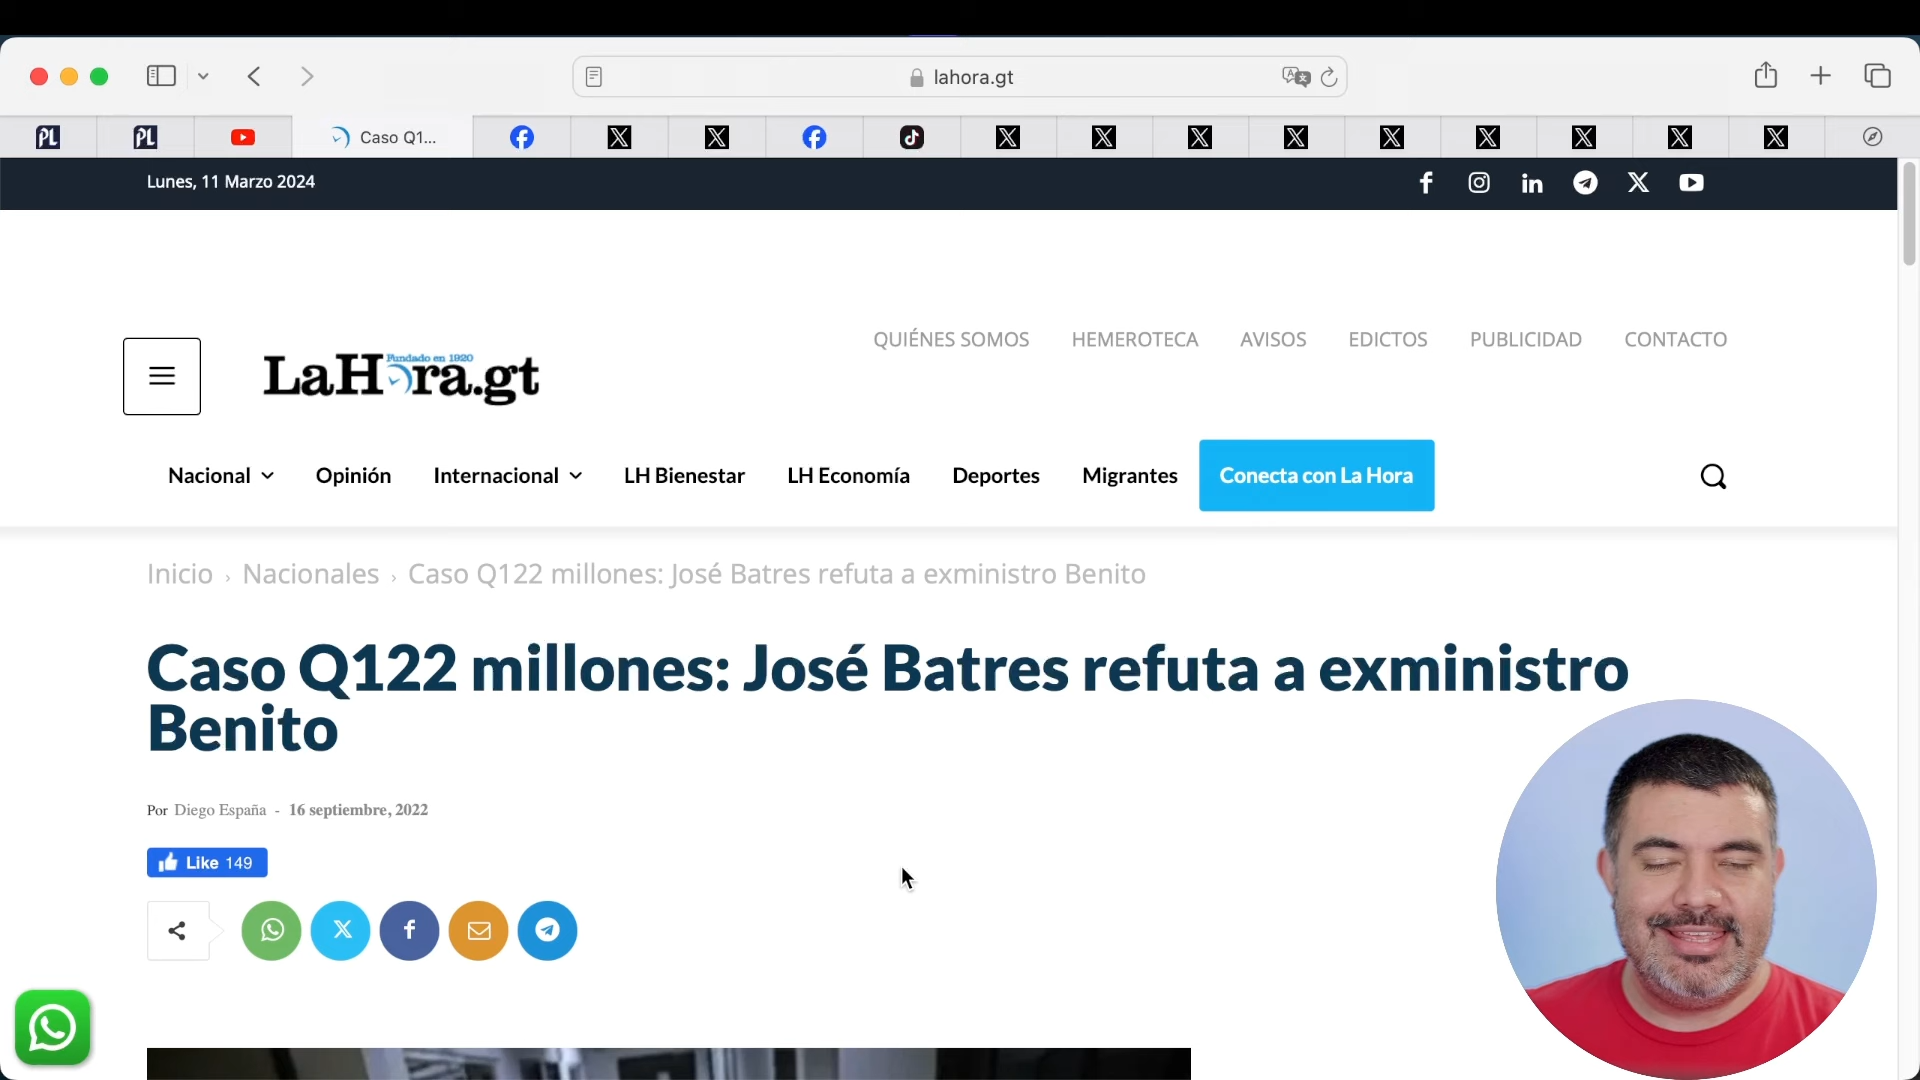 lahora.gt
PL
PL
Caso Q1...
Lunes, 11 Marzo 2024
QUIÉNES SOMOS HEMEROTECA AVISOS EDICTOS PUBLICIDAD CONTACTO
Fundado en 1920
LaHora.gt
Nacional Opinión Internacional LH Bienestar LH Economía Deportes Migrantes Conecta con La Hora
Inicio › Nacionales › Caso Q122 millones: José Batres refuta a exministro Benito
Caso Q122 millones: José Batres refuta a exministro
Benito
Por Diego España - 16 septiembre, 2022
Like 149